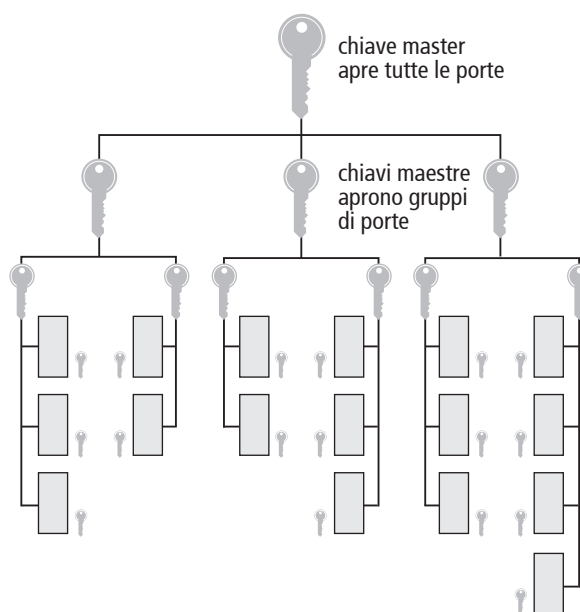 chiave master
apre tutte le porte
chiavi maestre
aprono gruppi
di porte